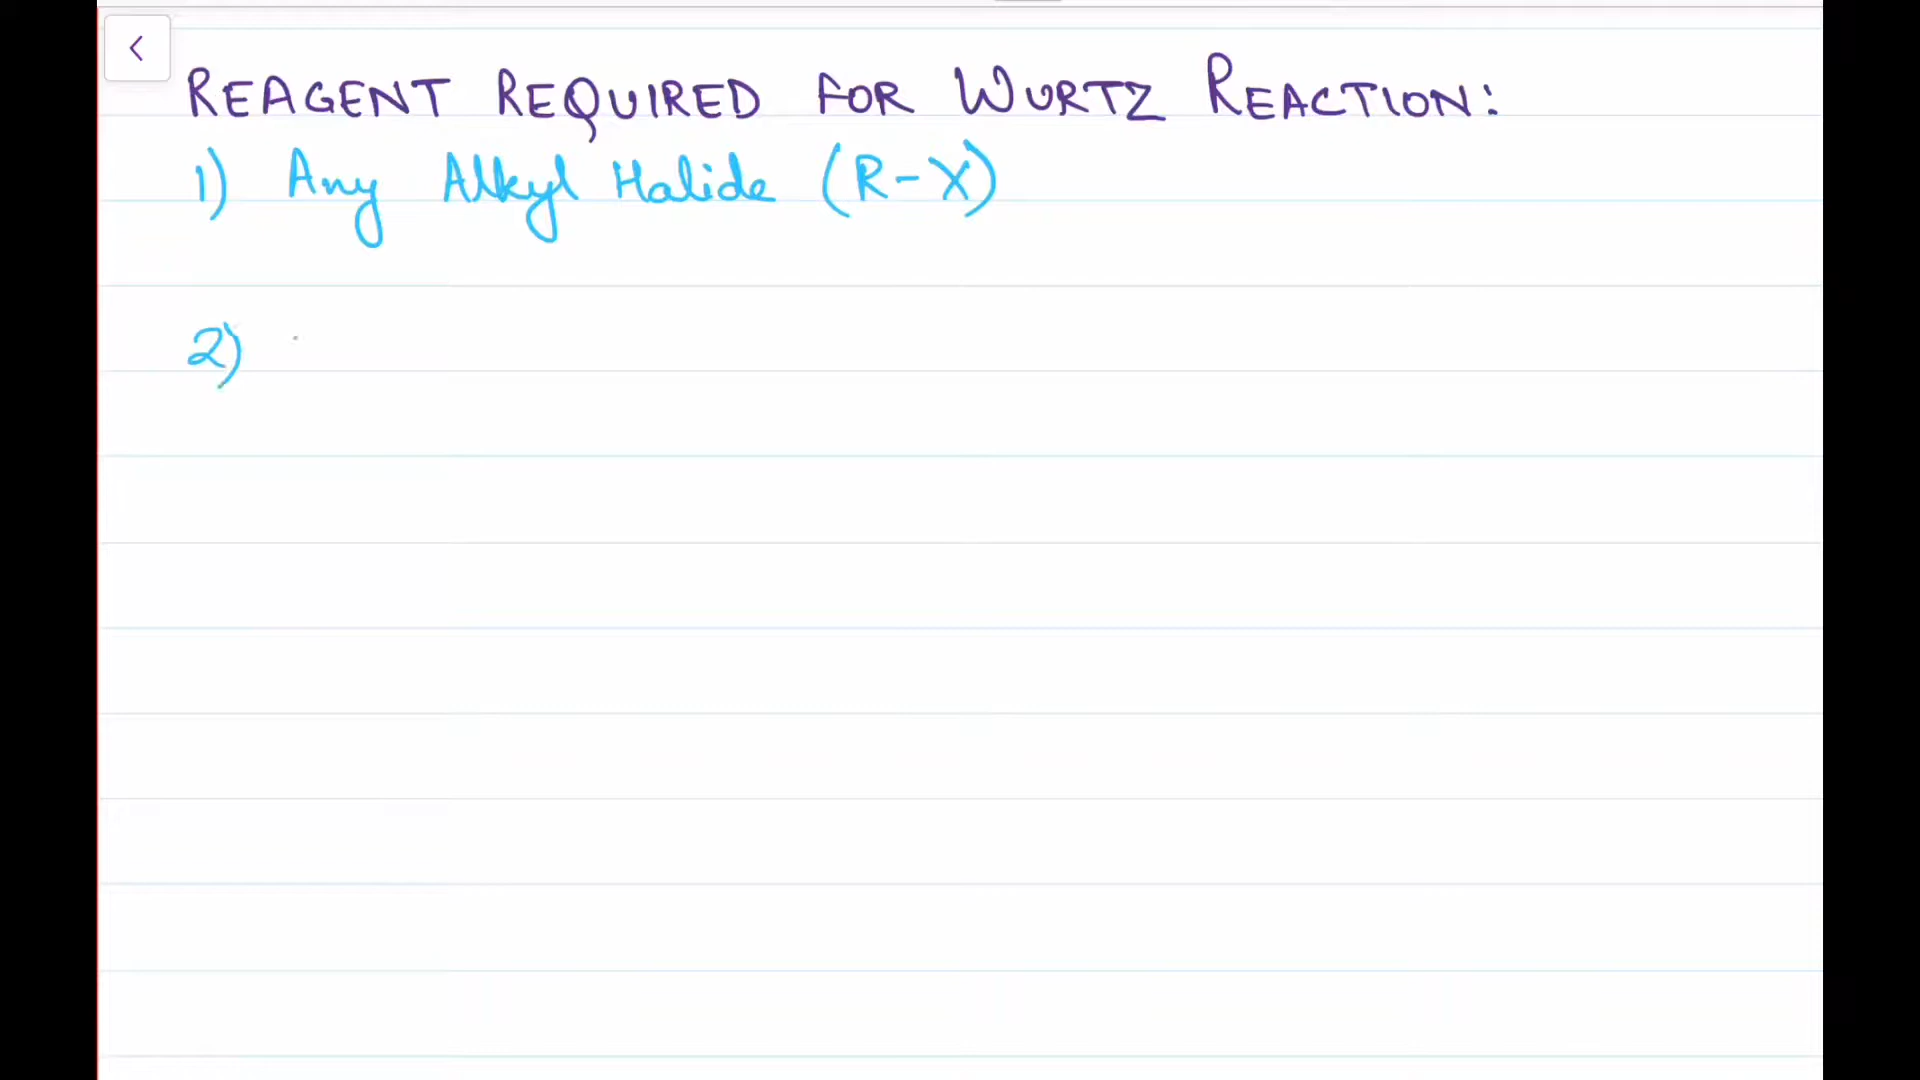 REAGENT REQUIRED FOR WURTZ REACTION:
1) Any Alkyl Halide (R-X)
2)